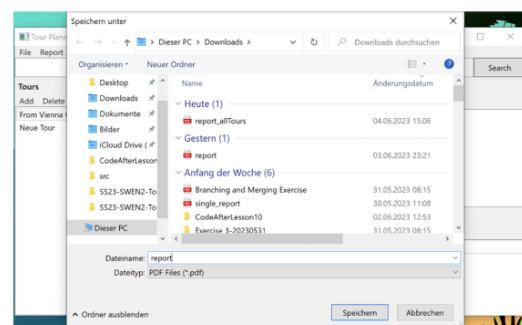 Speichern unter
Tour Plann
Dieser PC > Downloads >
Downloads durchsuchen
File Report
Organisieren
Neuer Ordner
Search
Tours
Add Delete
From Vienna t
Neue Tour
Desktop
Downloads
Dokumente
Bilder
iCloud Drive (
CodeAfterLesson
src
SS23-SWEN2-To
SS23-SWEN2-To
Dieser PC
Name Änderungsdatum
Heute (1)
report_allTours 04.06.2023 15:06
Gestern (1)
report 03.06.2023 23:21
Anfang der Woche (6)
Branching and Merging Exercise 31.05.2023 08:15
single_report 30.05.2023 11:08
CodeAfterLesson10 02.06.2023 12:53
Exercise 3-20230531 31.05.2023 08:15
Dateiname: report
Dateityp: PDF Files (*.pdf)
Ordner ausblenden
Speichern
Abbrechen